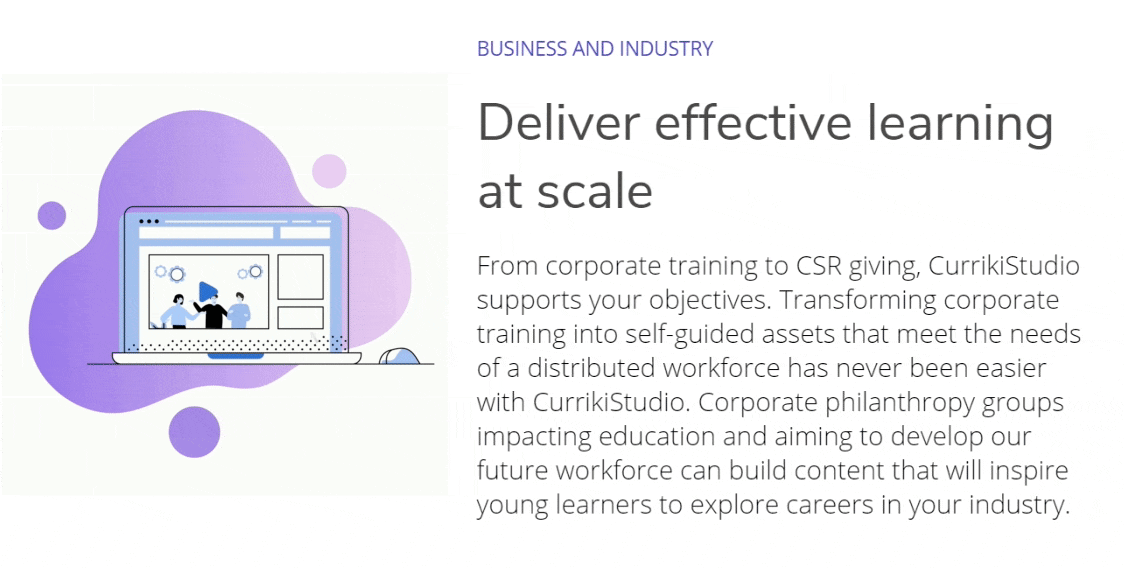 BUSINESS AND INDUSTRY
Deliver effective learning
at scale
From corporate training to CSR giving, CurrikiStudio
supports your objectives. Transforming corporate
training into self-guided assets that meet the needs
of a distributed workforce has never been easier
with CurrikiStudio. Corporate philanthropy groups
impacting education and aiming to develop our
future workforce can build content that will inspire
young learners to explore careers in your industry.